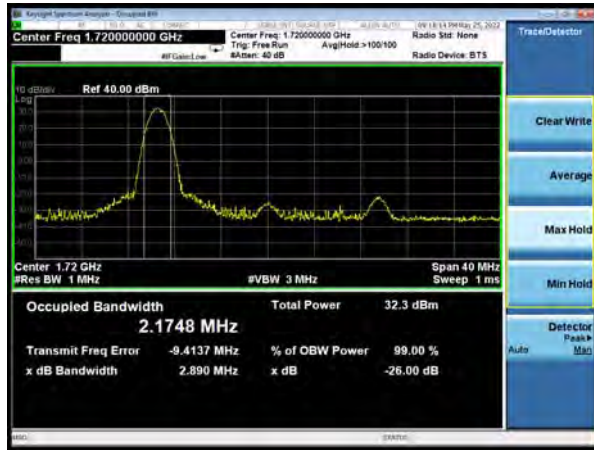 Keysight Spectrum Analyzer - Occupied BW
Center Freq 1.720000000 GHz
Center Freq: 1.720000000 GHz
Radio Std: None
Trig: Free Run
Avg|Hold:>100/100
#IFGain:Low
#Atten: 40 dB
Radio Device: BTS
Trace/Detector
10 dB/div
Ref 40.00 dBm
Log
Clear Write
Average
Max Hold
Min Hold
Center 1.72 GHz
Span 40 MHz
#Res BW 1 MHz
#VBW 3 MHz
Sweep 1 ms
Occupied Bandwidth
2.1748 MHz
Total Power
32.3 dBm
Transmit Freq Error
-9.4137 MHz
% of OBW Power
99.00 %
x dB Bandwidth
2.890 MHz
x dB
-26.00 dB
Detector
Peak
Auto
Man
MSG
STATUS